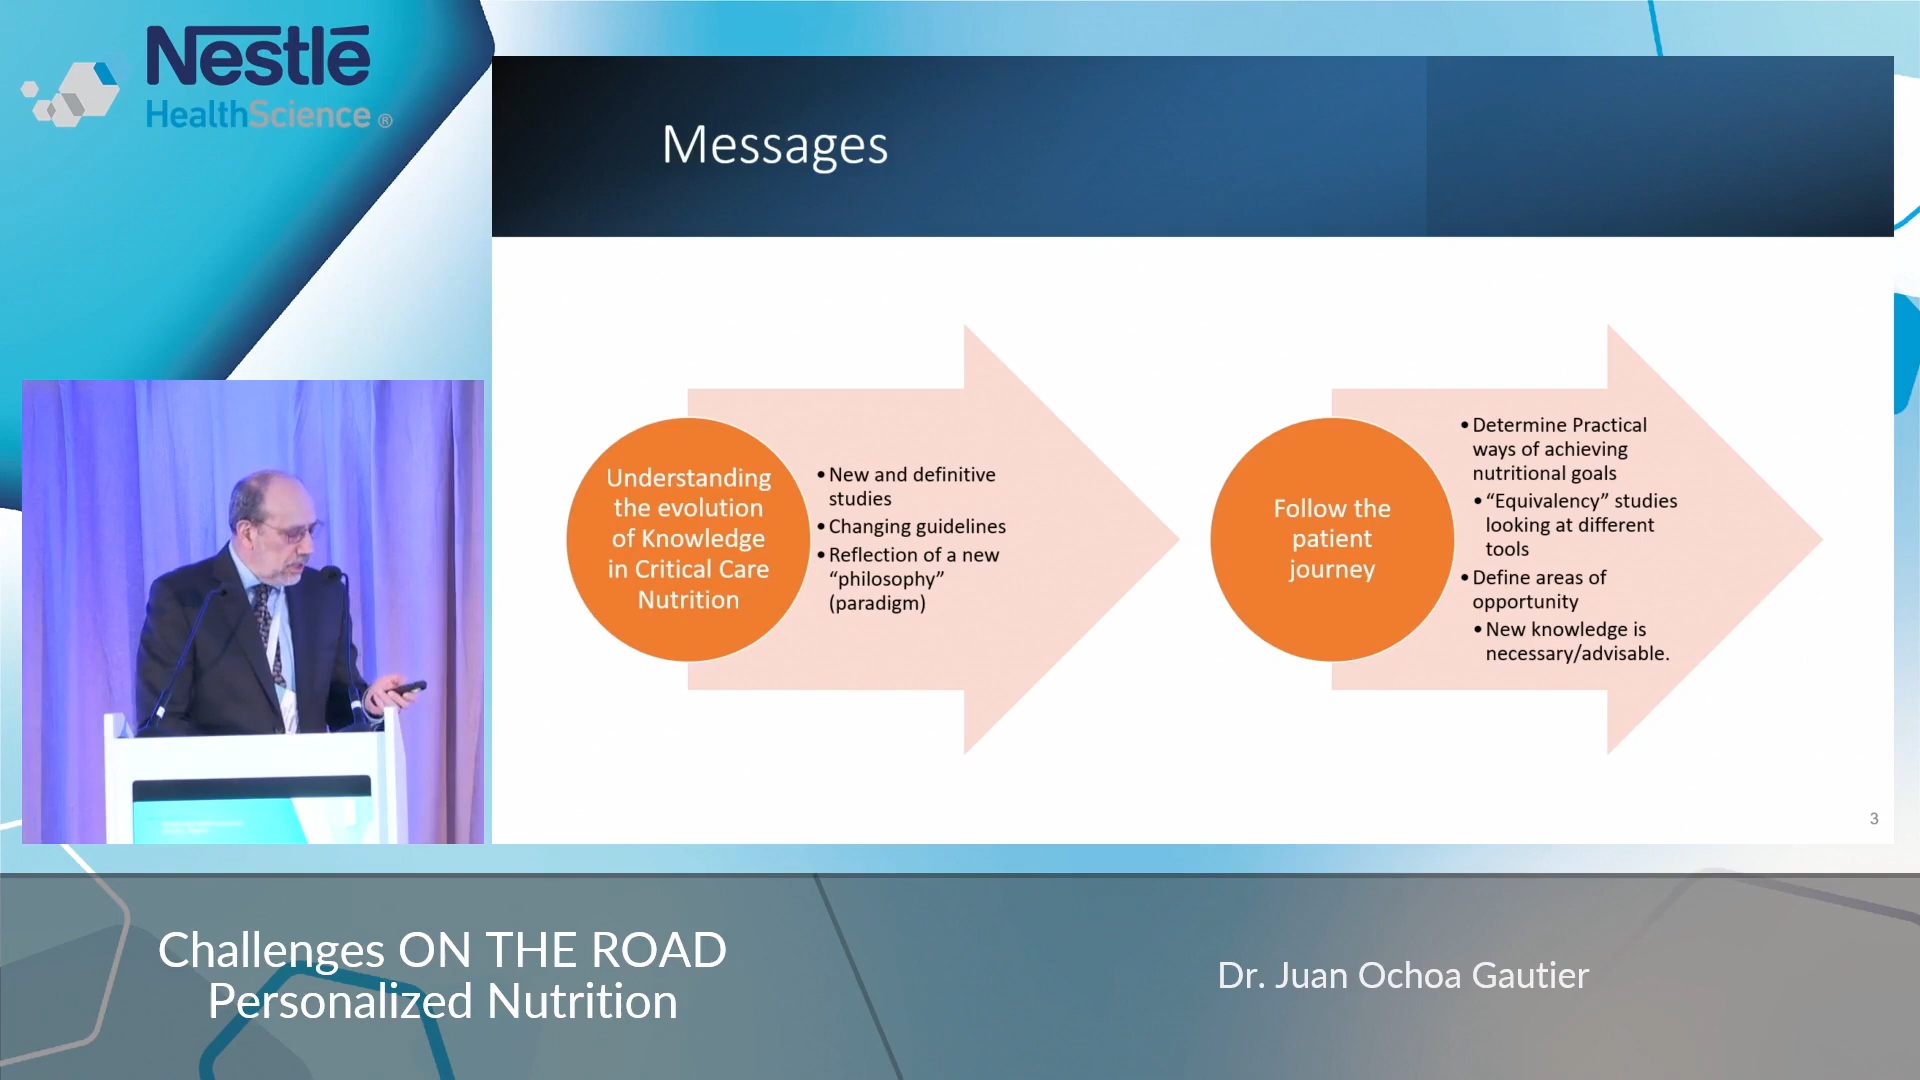 Nestlé
HealthScience ®
Messages
Understanding
the evolution
of Knowledge
in Critical Care
Nutrition
•New and definitive
studies
•Changing guidelines
•Reflection of a new
“philosophy”
(paradigm)
Follow the
patient
journey
•Determine Practical
ways of achieving
nutritional goals
•“Equivalency” studies
looking at different
tools
•Define areas of
opportunity
•New knowledge is
necessary/advisable.
3
Challenges ON THE ROAD
Personalized Nutrition
Dr. Juan Ochoa Gautier